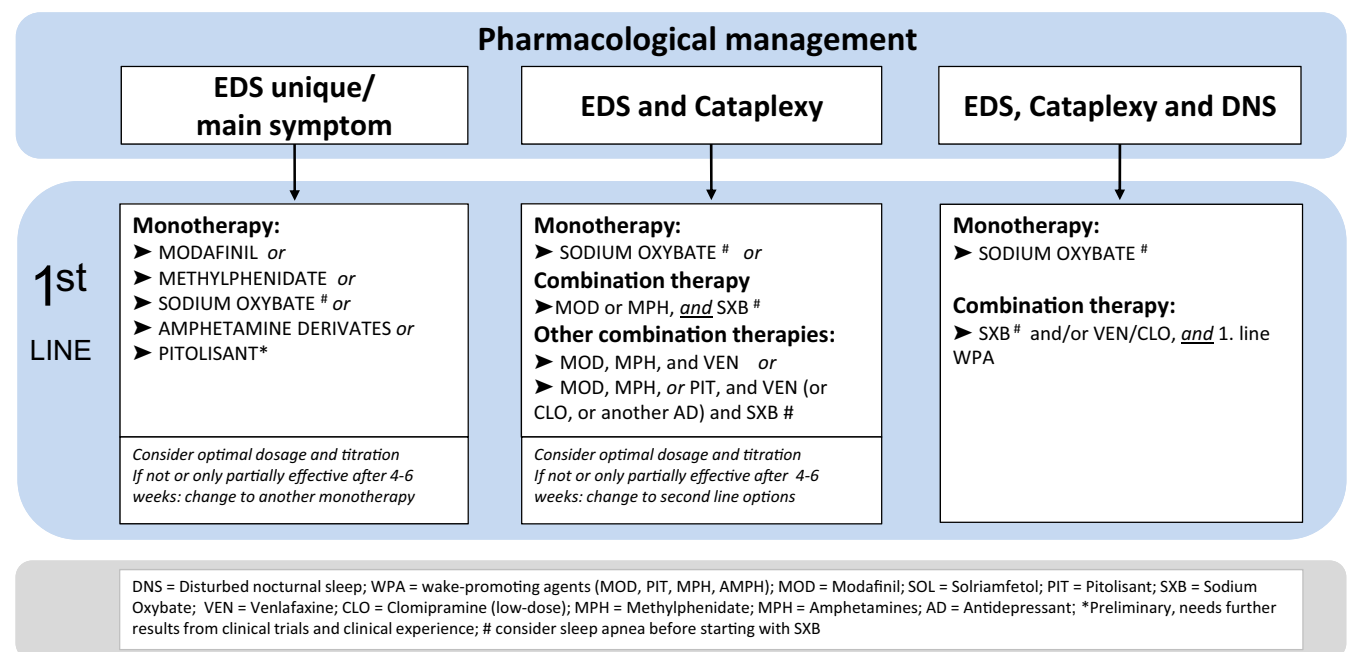 Pharmacological management
EDS unique/
main symptom
EDS and Cataplexy
EDS, Cataplexy and DNS
1st
LINE
Monotherapy:
➤ MODAFINIL or
➤ METHYLPHENIDATE or
➤ SODIUM OXYBATE # or
➤ AMPHETAMINE DERIVATES or
➤ PITOLISANT*
Consider optimal dosage and titration
If not or only partially effective after 4-6
weeks: change to another monotherapy
Monotherapy:
➤ SODIUM OXYBATE # or
Combination therapy
➤MOD or MPH, and SXB #
Other combination therapies:
➤ MOD, MPH, and VEN or
➤ MOD, MPH, or PIT, and VEN (or
CLO, or another AD) and SXB #
Consider optimal dosage and titration
If not or only partially effective after 4-6
weeks: change to second line options
Monotherapy:
➤ SODIUM OXYBATE #
Combination therapy:
➤ SXB # and/or VEN/CLO, and 1. line
WPA
DNS = Disturbed nocturnal sleep; WPA = wake-promoting agents (MOD, PIT, MPH, AMPH); MOD = Modafinil; SOL = Solriamfetol; PIT = Pitolisant; SXB = Sodium
Oxybate; VEN = Venlafaxine; CLO = Clomipramine (low-dose); MPH = Methylphenidate; MPH = Amphetamines; AD = Antidepressant; *Preliminary, needs further
results from clinical trials and clinical experience; # consider sleep apnea before starting with SXB